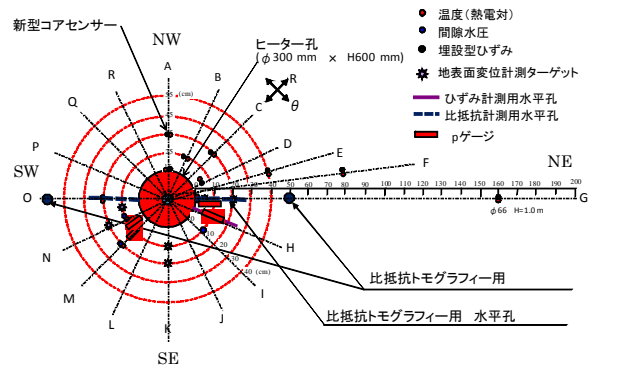 新型コアセンサー
NW
ヒーター孔
(φ300 mm × H600 mm)
温度(熱電対)
間隙水圧
埋設型ひずみ
地表面変位計測ターゲット
ひずみ計測用水平孔
比抵抗計測用水平孔
pゲージ
R
θ
A
B
C
D
E
F
G
H
I
J
K
L
M
N
O
P
Q
R
SW
NE
SE
(cm)
10 20 30 40 50 60 70 80 90 100 110 120 130 140 150 160 170 180 190 200
φ66 H=1.0 m
10
20
30
40 (cm)
比抵抗トモグラフィー用
比抵抗トモグラフィー用 水平孔